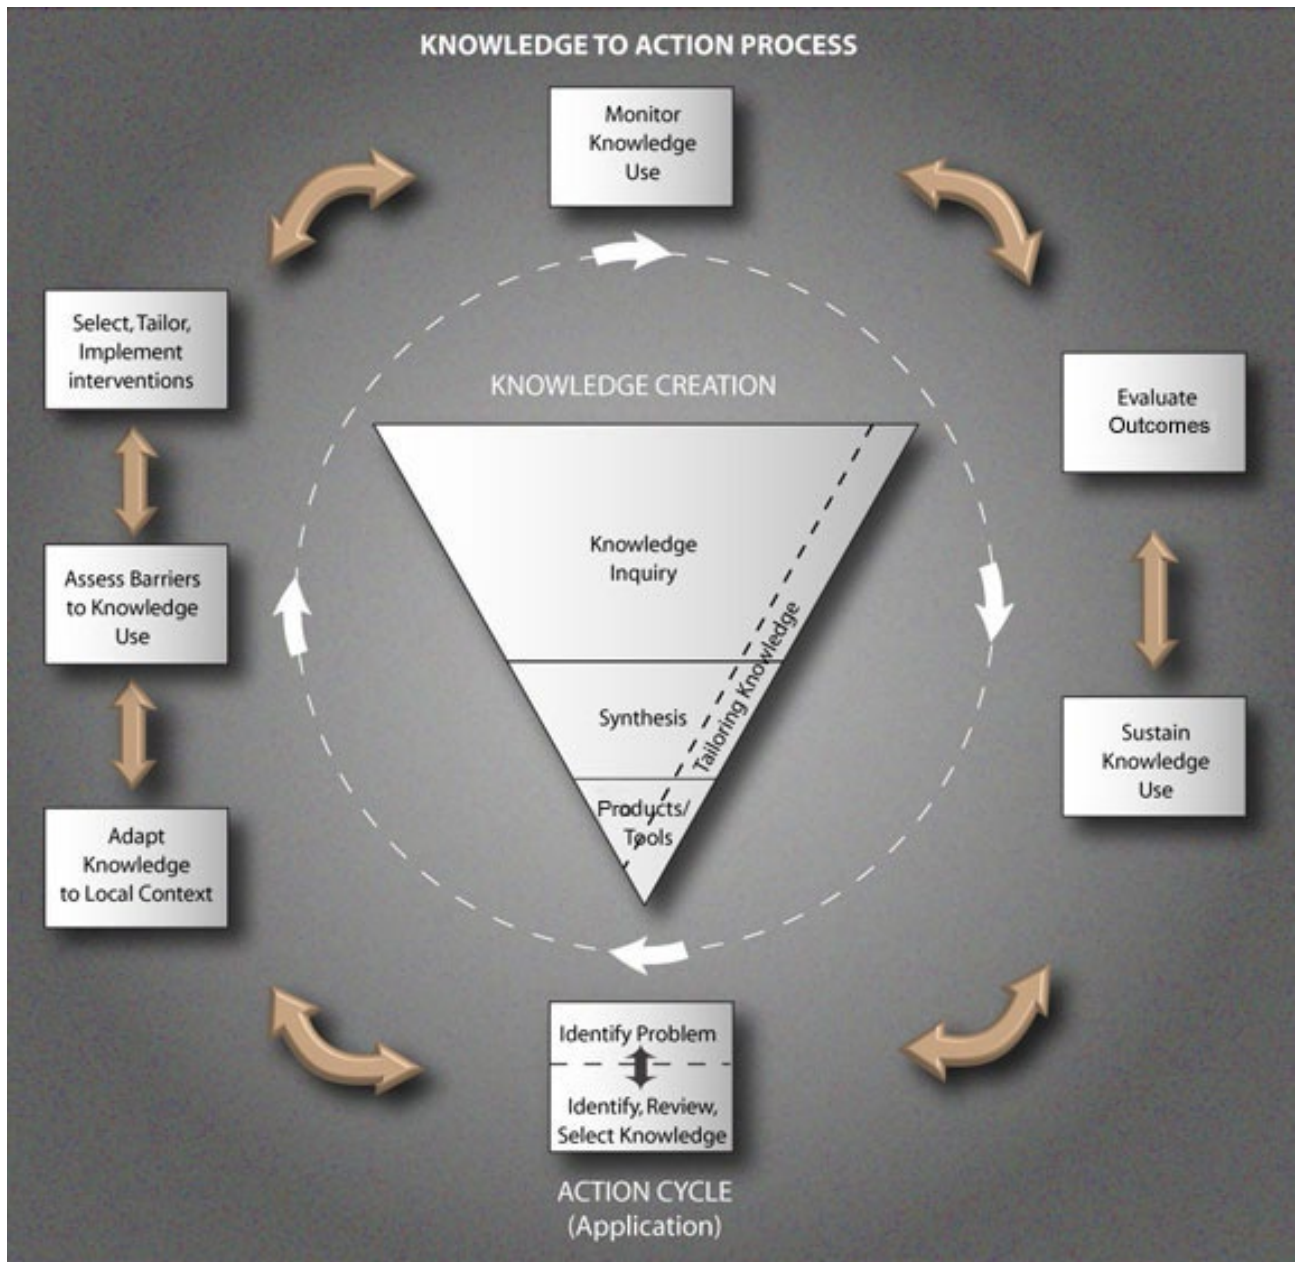 KNOWLEDGE TO ACTION PROCESS
Monitor
Knowledge
Use
Select, Tailor,
Implement
interventions
Evaluate
Outcomes
KNOWLEDGE CREATION
Knowledge
Inquiry
Assess Barriers
to Knowledge
Use
Synthesis
Tailoring Knowledge
Sustain
Knowledge
Use
Products/
Tools
Adapt
Knowledge
to Local Context
Identify Problem
Identify, Review,
Select Knowledge
ACTION CYCLE
(Application)